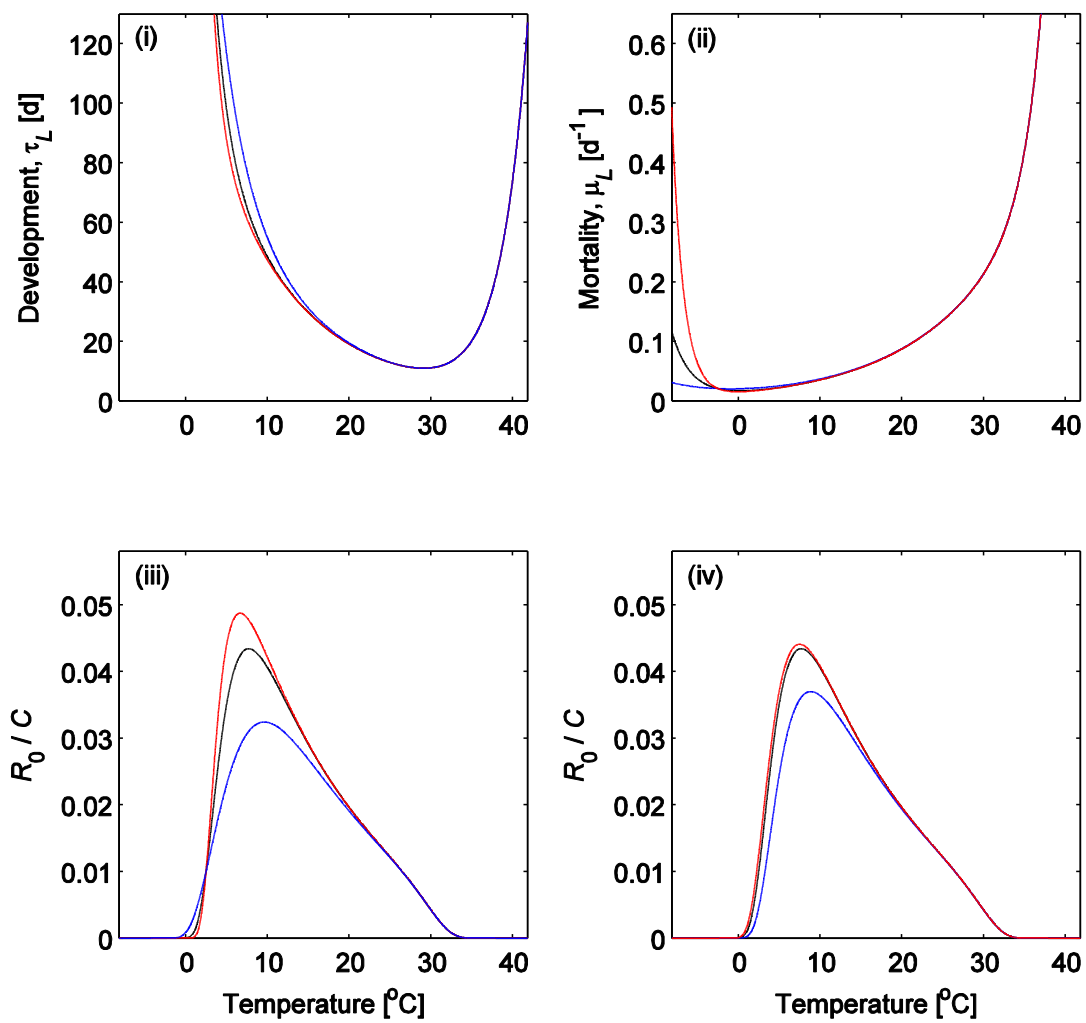 (i)
Development, τL [d]
120
100
80
60
40
20
0
0 10 20 30 40
(ii)
Mortality, μL [d-1 ]
0.6
0.5
0.4
0.3
0.2
0.1
0
0 10 20 30 40
(iii)
R0 / C
0.05
0.04
0.03
0.02
0.01
0
0 10 20 30 40
Temperature [oC]
(iv)
R0 / C
0.05
0.04
0.03
0.02
0.01
0
0 10 20 30 40
Temperature [oC]